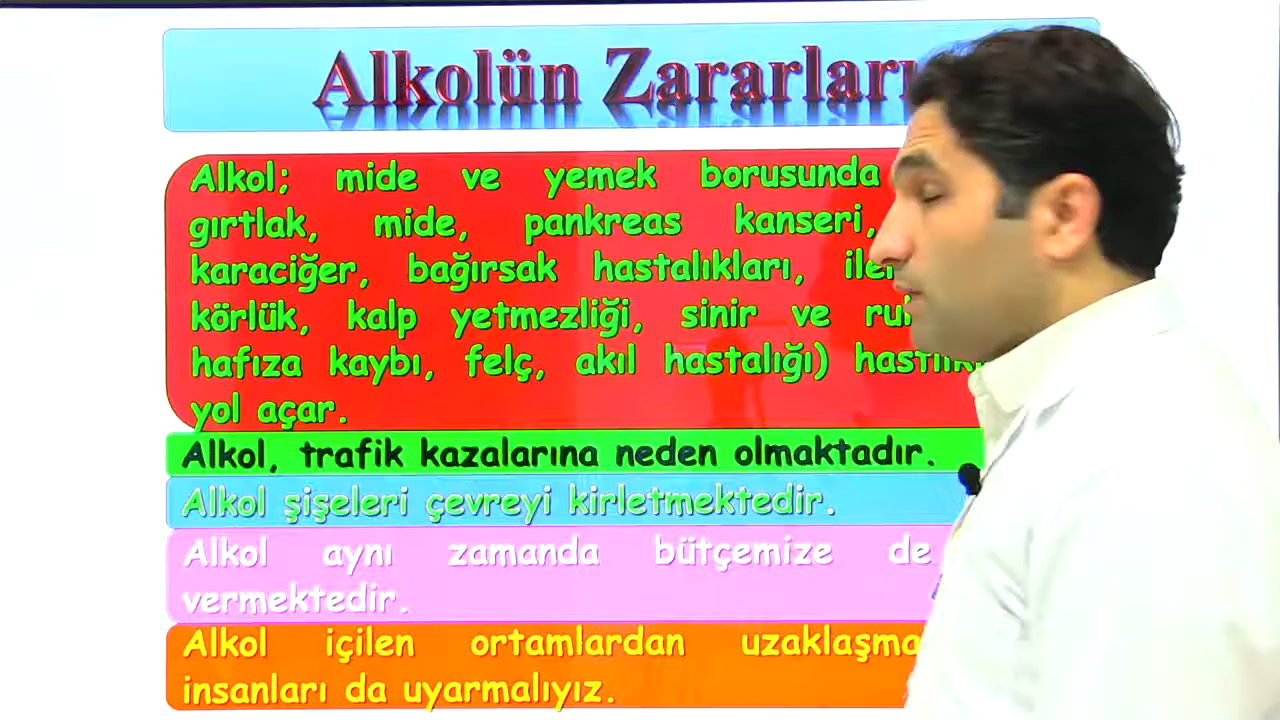 Alkolün Zararları
Alkol; mide ve yemek borusunda
gırtlak, mide, pankreas kanseri,
karaciğer, bağırsak hastalıkları,
körlük, kalp yetmezliği, sinir ve
hafıza kaybı, felç, akıl hastalığı)
yol açar.
Alkol, trafik kazalarına neden olmaktadır.
Alkol şişeleri çevreyi kirletmektedir.
Alkol aynı zamanda bütçemize de
vermektedir.
Alkol içilen ortamlardan
insanları da uyarmalıyız.